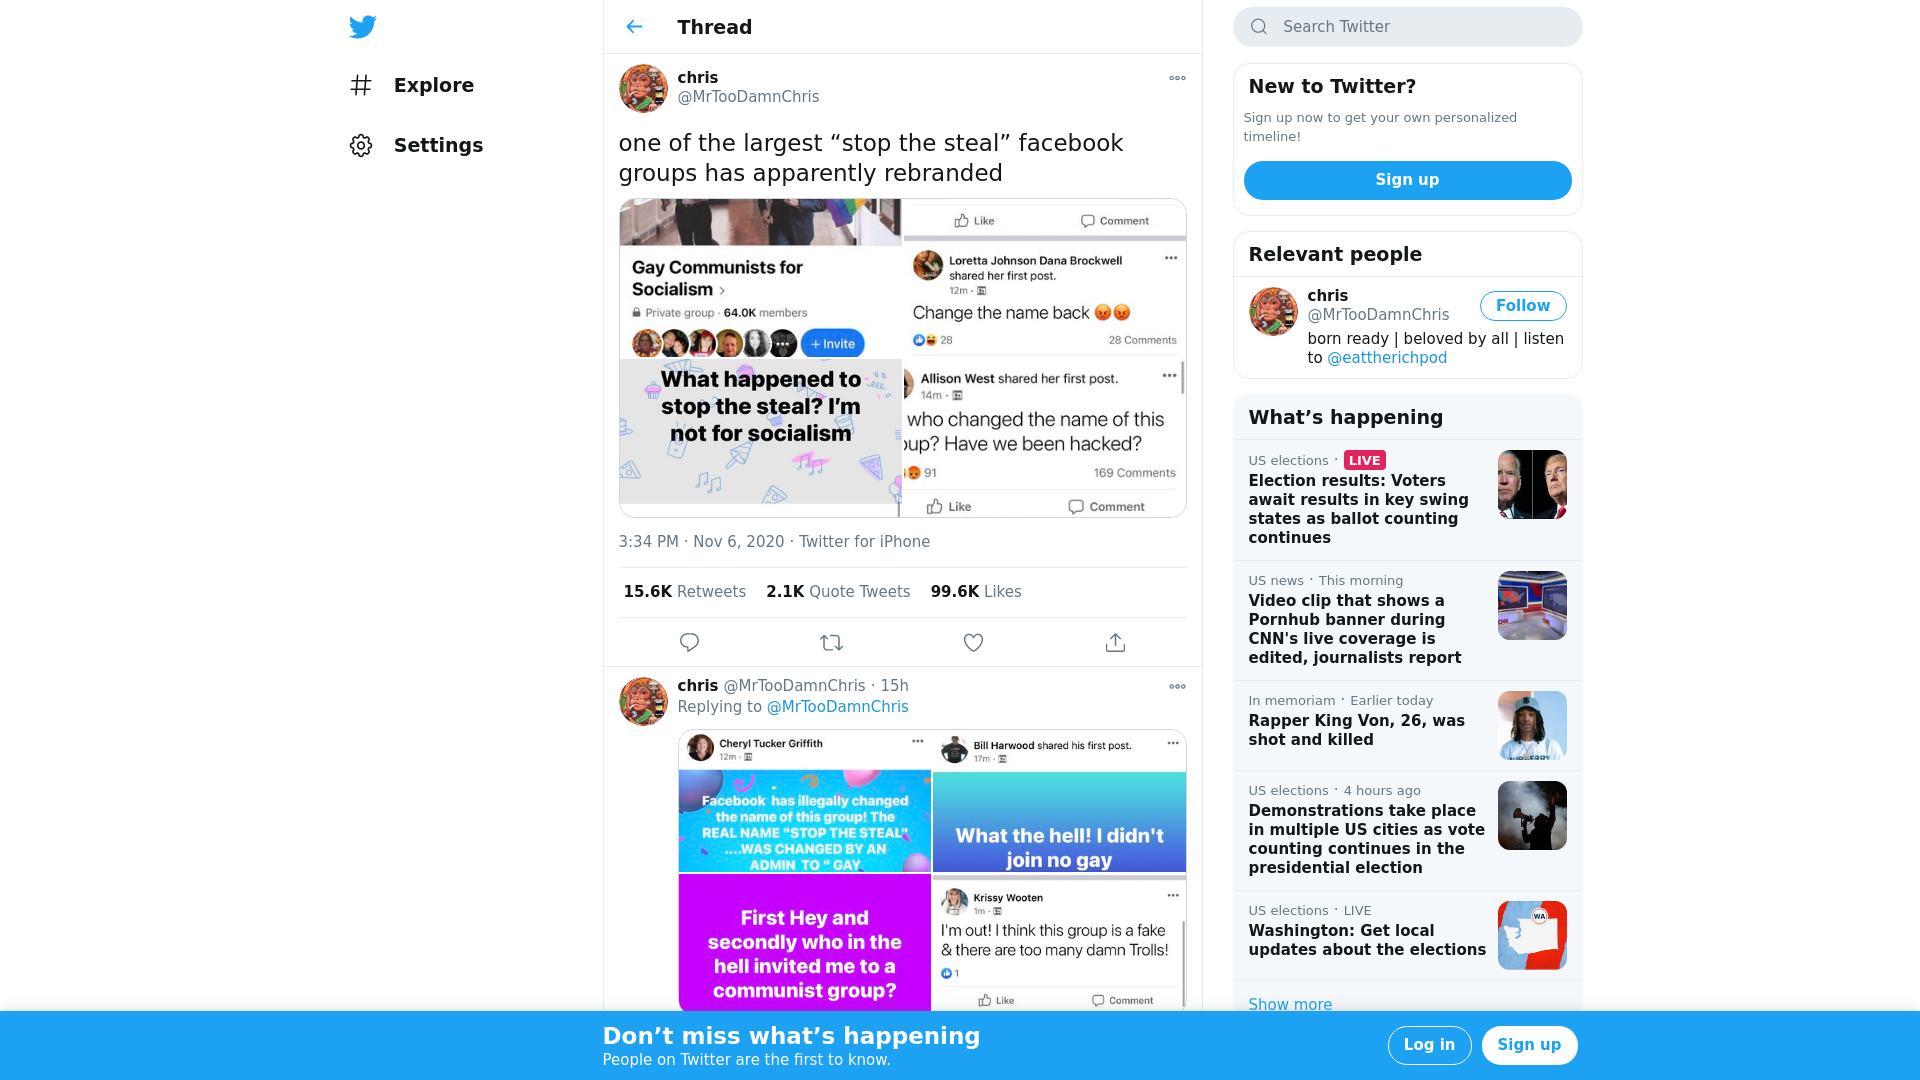 Explore
Settings
Thread
chris
@MrTooDamnChris
one of the largest “stop the steal” facebook
groups has apparently rebranded
Gay Communists for
Socialism >
Private group · 64.0K members
+ Invite
What happened to
stop the steal? I'm
not for socialism
Like Comment
Loretta Johnson Dana Brockwell
shared her first post.
12m ·
Change the name back 😡😡
28 28 Comments
Allison West shared her first post.
14m ·
who changed the name of this
oup? Have we been hacked?
91 169 Comments
Like Comment
3:34 PM · Nov 6, 2020 · Twitter for iPhone
15.6K Retweets 2.1K Quote Tweets 99.6K Likes
chris @MrTooDamnChris · 15h
Replying to @MrTooDamnChris
Cheryl Tucker Griffith
12m ·
Facebook has illegally changed
the name of this group! The
REAL NAME "STOP THE STEAL"
....WAS CHANGED BY AN
ADMIN TO " GAY
Bill Harwood shared his first post.
17m ·
What the hell! I didn't
join no gay
First Hey and
secondly who in the
hell invited me to a
communist group?
Krissy Wooten
1m ·
I'm out! I think this group is a fake
& there are too many damn Trolls!
1
Like Comment
Search Twitter
New to Twitter?
Sign up now to get your own personalized
timeline!
Sign up
Relevant people
chris
@MrTooDamnChris
Follow
born ready | beloved by all | listen
to @eattherichpod
What’s happening
US elections · LIVE
Election results: Voters
await results in key swing
states as ballot counting
continues
US news · This morning
Video clip that shows a
Pornhub banner during
CNN's live coverage is
edited, journalists report
In memoriam · Earlier today
Rapper King Von, 26, was
shot and killed
US elections · 4 hours ago
Demonstrations take place
in multiple US cities as vote
counting continues in the
presidential election
US elections · LIVE
Washington: Get local
updates about the elections
WA
Show more
Don’t miss what’s happening
People on Twitter are the first to know.
Log in
Sign up